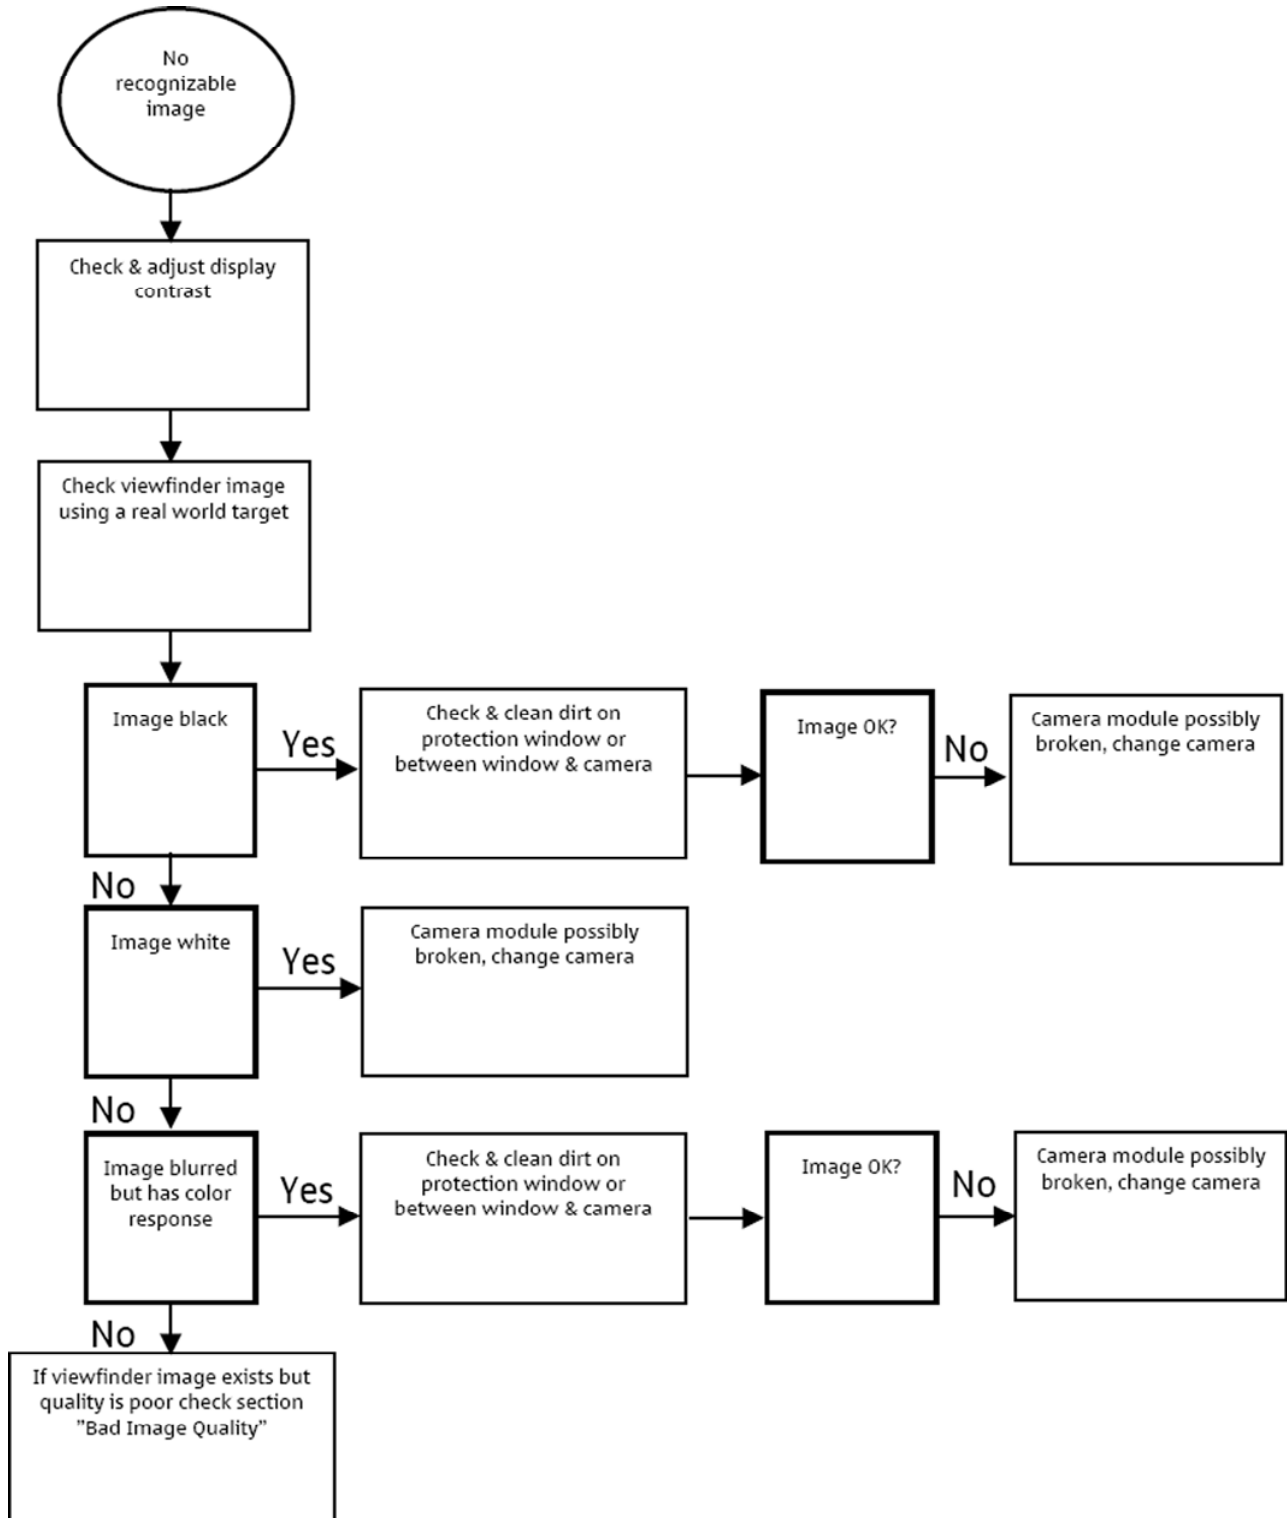 No
recognizable
image
Check & adjust display
contrast
Check viewfinder image
using a real world target
Image black
Yes
Check & clean dirt on
protection window or
between window & camera
Image OK?
No
Camera module possibly
broken, change camera
No
Image white
Yes
Camera module possibly
broken, change camera
No
Image blurred
but has color
response
Yes
Check & clean dirt on
protection window or
between window & camera
Image OK?
No
Camera module possibly
broken, change camera
No
If viewfinder image exists but
quality is poor check section
”Bad Image Quality”